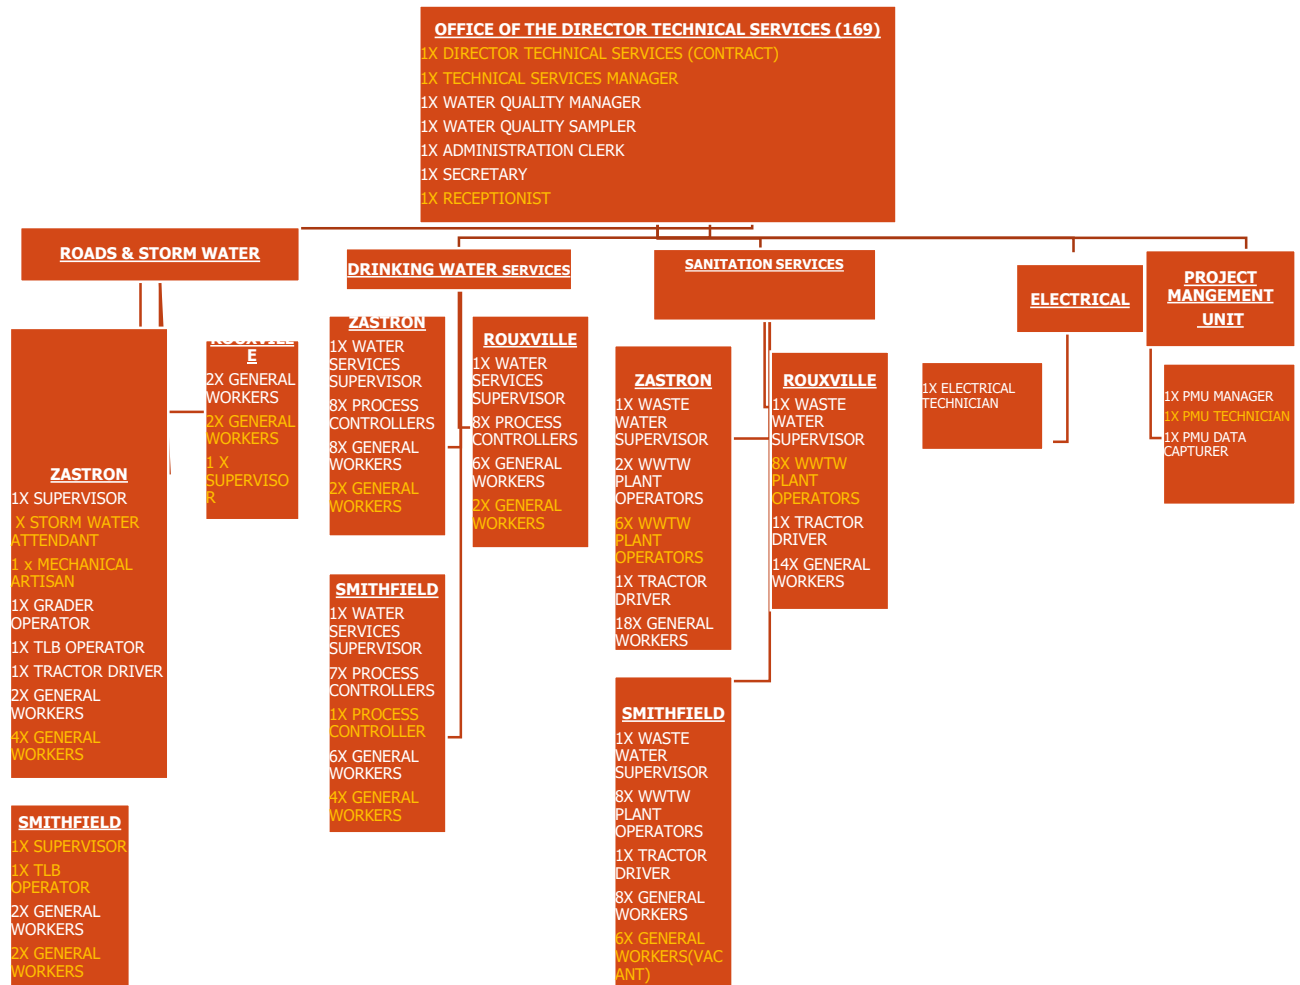 OFFICE OF THE DIRECTOR TECHNICAL SERVICES (169)
1X DIRECTOR TECHNICAL SERVICES (CONTRACT)
1X TECHNICAL SERVICES MANAGER
1X WATER QUALITY MANAGER
1X WATER QUALITY SAMPLER
1X ADMINISTRATION CLERK
1X SECRETARY
1X RECEPTIONIST
ROADS & STORM WATER
ZASTRON
1X SUPERVISOR
X STORM WATER
ATTENDANT
1 x MECHANICAL
ARTISAN
1X GRADER
OPERATOR
1X TLB OPERATOR
1X TRACTOR DRIVER
2X GENERAL
WORKERS
4X GENERAL
WORKERS
ROUXVILL
E
2X GENERAL
WORKERS
2X GENERAL
WORKERS
1 X
SUPERVISO
R
SMITHFIELD
1X SUPERVISOR
1X TLB
OPERATOR
2X GENERAL
WORKERS
2X GENERAL
WORKERS
DRINKING WATER SERVICES
ZASTRON
1X WATER
SERVICES
SUPERVISOR
8X PROCESS
CONTROLLERS
8X GENERAL
WORKERS
2X GENERAL
WORKERS
ROUXVILLE
1X WATER
SERVICES
SUPERVISOR
8X PROCESS
CONTROLLERS
6X GENERAL
WORKERS
2X GENERAL
WORKERS
SMITHFIELD
1X WATER
SERVICES
SUPERVISOR
7X PROCESS
CONTROLLERS
1X PROCESS
CONTROLLER
6X GENERAL
WORKERS
4X GENERAL
WORKERS
SANITATION SERVICES
ZASTRON
1X WASTE
WATER
SUPERVISOR
2X WWTW
PLANT
OPERATORS
6X WWTW
PLANT
OPERATORS
1X TRACTOR
DRIVER
18X GENERAL
WORKERS
ROUXVILLE
1X WASTE
WATER
SUPERVISOR
8X WWTW
PLANT
OPERATORS
1X TRACTOR
DRIVER
14X GENERAL
WORKERS
SMITHFIELD
1X WASTE
WATER
SUPERVISOR
8X WWTW
PLANT
OPERATORS
1X TRACTOR
DRIVER
8X GENERAL
WORKERS
6X GENERAL
WORKERS(VAC
ANT)
ELECTRICAL
1X ELECTRICAL
TECHNICIAN
PROJECT
MANGEMENT
UNIT
1X PMU MANAGER
1X PMU TECHNICIAN
1X PMU DATA
CAPTURER